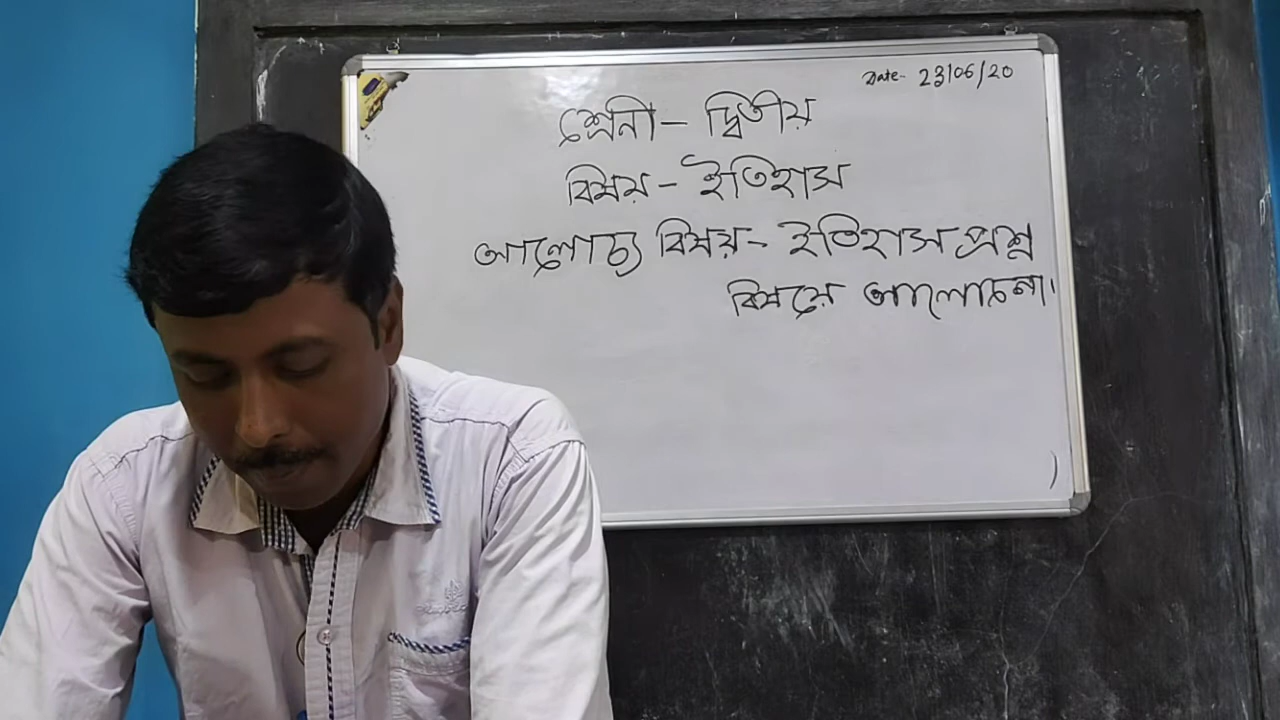 Date- 23/06/20
শ্রেনী - দ্বিতীয়
বিষয় - ইতিহাস
আলোচ্য বিষয় - ইতিহাস প্রশ্ন
বিষয়ে আলোচনা।